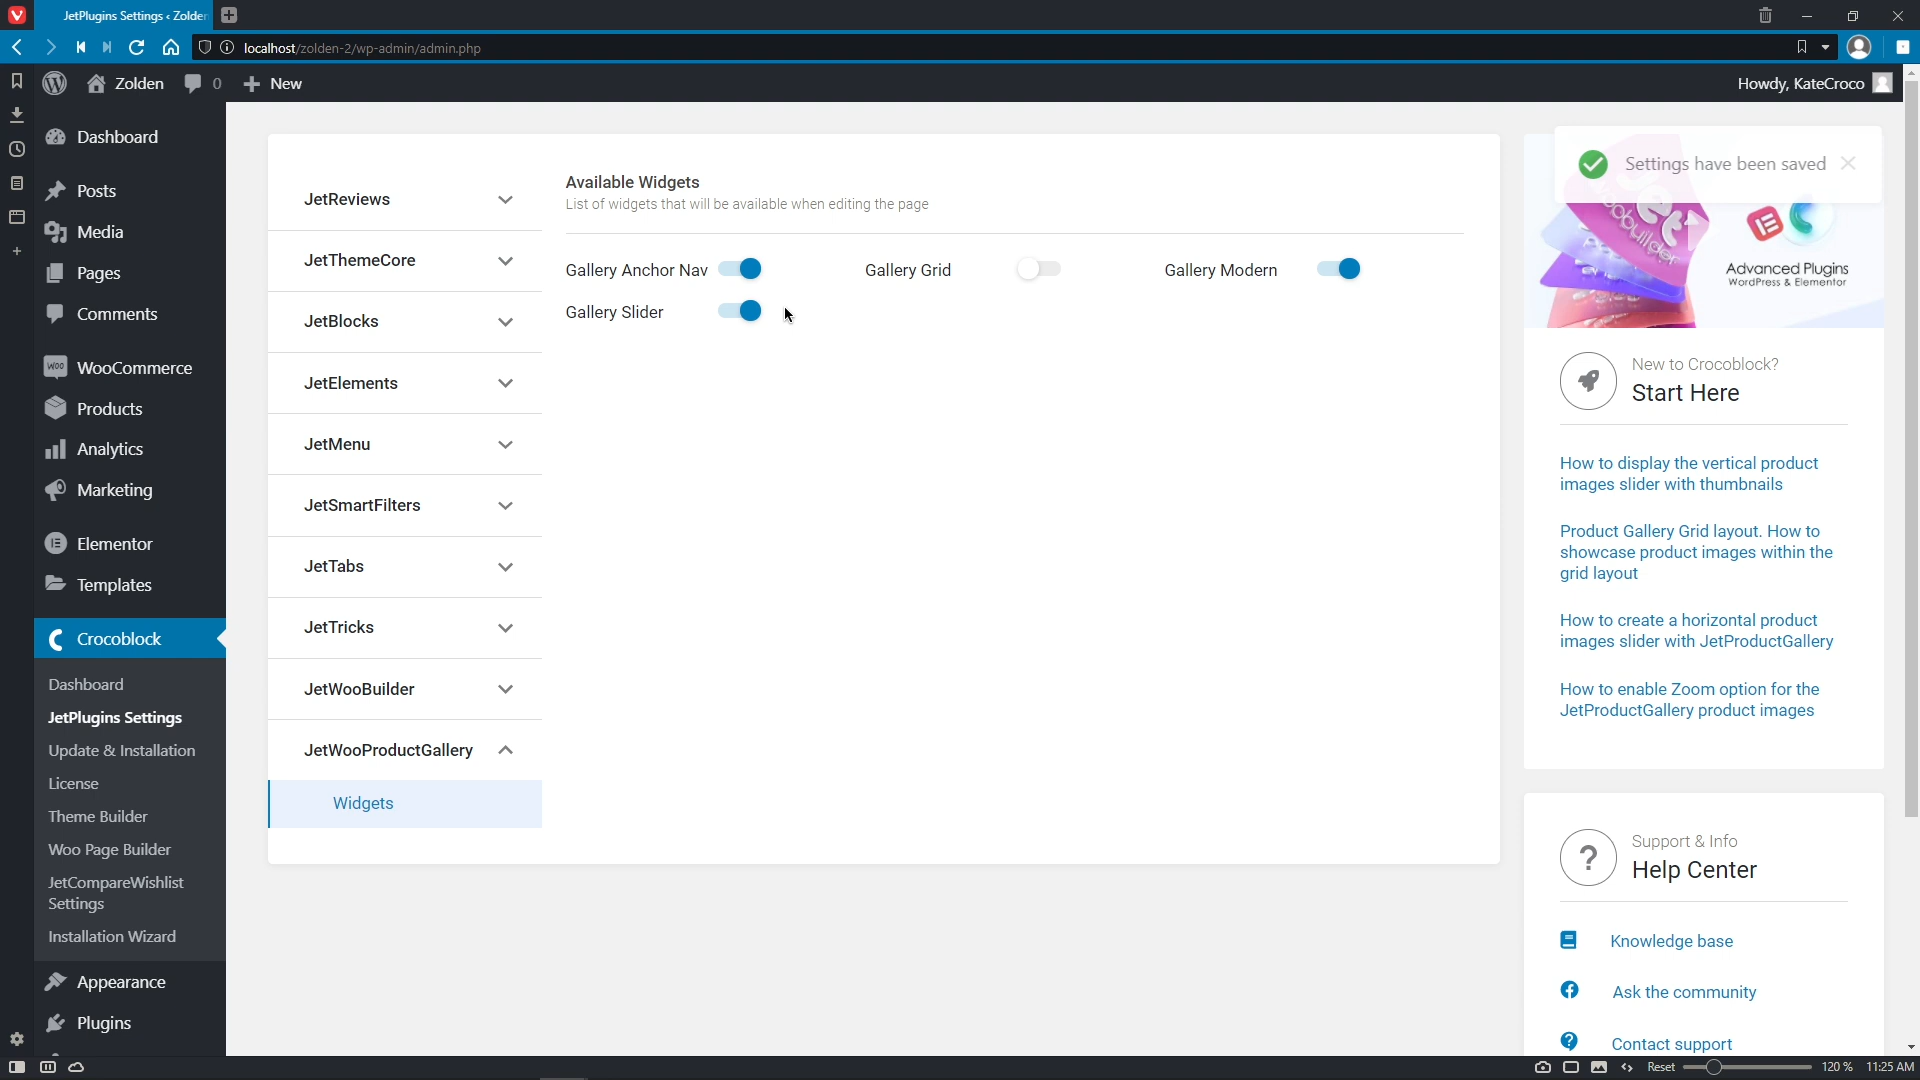 JetPlugins Settings ‹ Zolder
localhost/zolden-2/wp-admin/admin.php
Zolden
0
New
Howdy, KateCroco
Dashboard
Posts
Media
Pages
Comments
WooCommerce
Products
Analytics
Marketing
Elementor
Templates
Crocoblock
Dashboard
JetPlugins Settings
Update & Installation
License
Theme Builder
Woo Page Builder
JetCompareWishlist
Settings
Installation Wizard
Appearance
Plugins
JetReviews
JetThemeCore
JetBlocks
JetElements
JetMenu
JetSmartFilters
JetTabs
JetTricks
JetWooBuilder
JetWooProductGallery
Widgets
Available Widgets
List of widgets that will be available when editing the page
Gallery Anchor Nav
Gallery Grid
Gallery Modern
Gallery Slider
Settings have been saved
Advanced Plugins
WordPress & Elementor
New to Crocoblock?
Start Here
How to display the vertical product
images slider with thumbnails
Product Gallery Grid layout. How to
showcase product images within the
grid layout
How to create a horizontal product
images slider with JetProductGallery
How to enable Zoom option for the
JetProductGallery product images
Support & Info
Help Center
Knowledge base
Ask the community
Contact support
Reset
120 %
11:25 AM